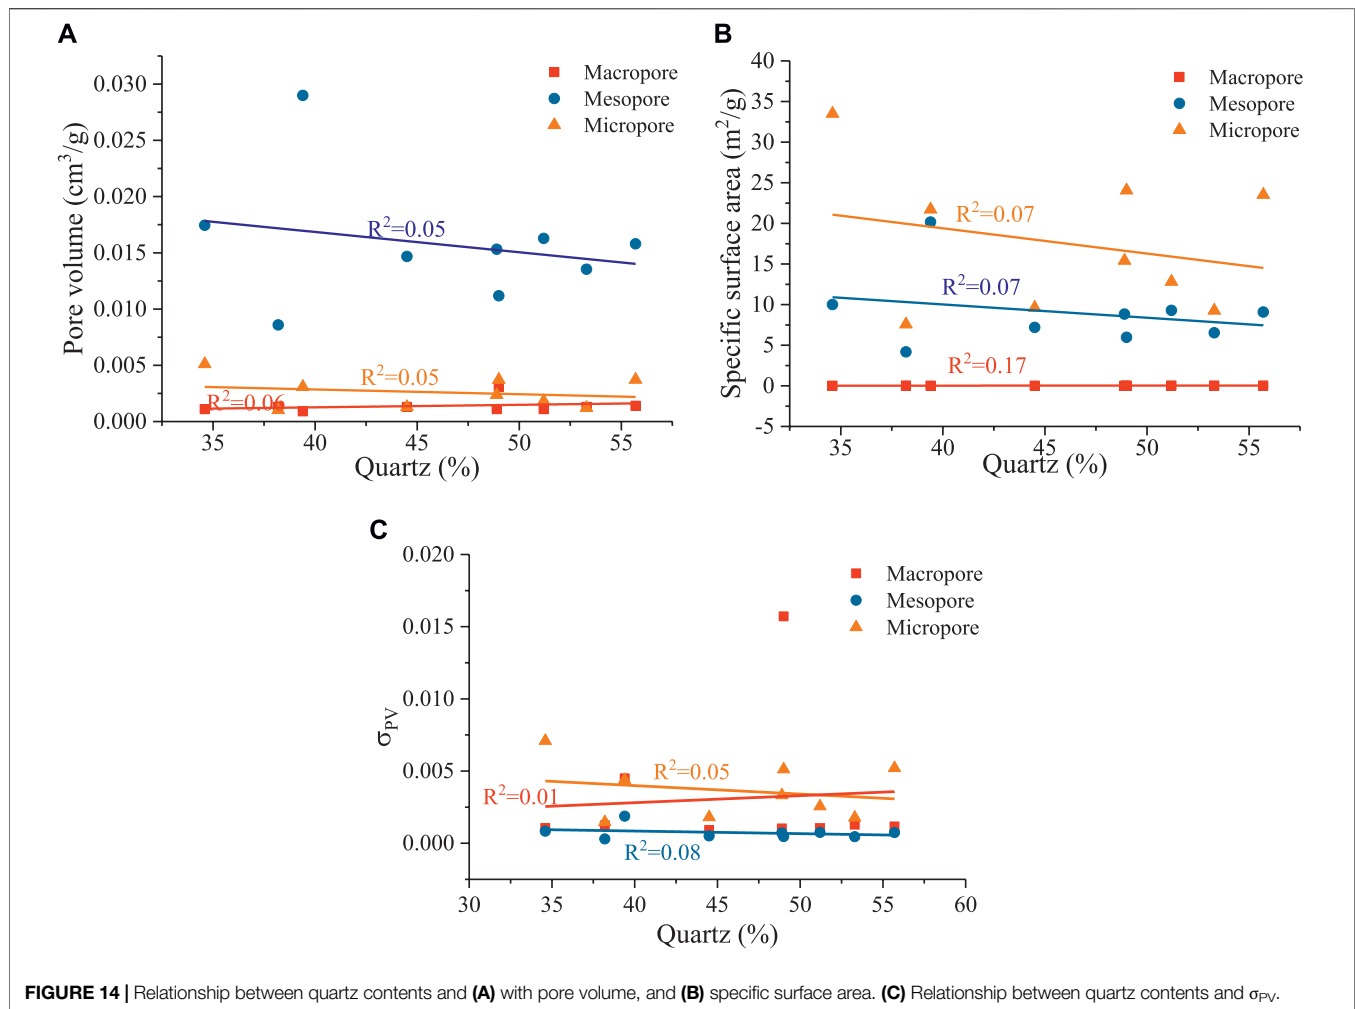 A
Pore volume (cm³/g)
0.030
0.025
0.020
0.015
0.010
0.005
0.000
Macropore
Mesopore
Micropore
R²=0.05
R²=0.05
R²=0.06
35 40 45 50 55
Quartz (%)
B
Specific surface area (m²/g)
40
35
30
25
20
15
10
5
0
-5
Macropore
Mesopore
Micropore
R²=0.07
R²=0.07
R²=0.17
35 40 45 50 55
Quartz (%)
C
σPV
0.020
0.015
0.010
0.005
0.000
Macropore
Mesopore
Micropore
R²=0.05
R²=0.01
R²=0.08
30 35 40 45 50 55 60
Quartz (%)
FIGURE 14 | Relationship between quartz contents and (A) with pore volume, and (B) specific surface area. (C) Relationship between quartz contents and σPV.